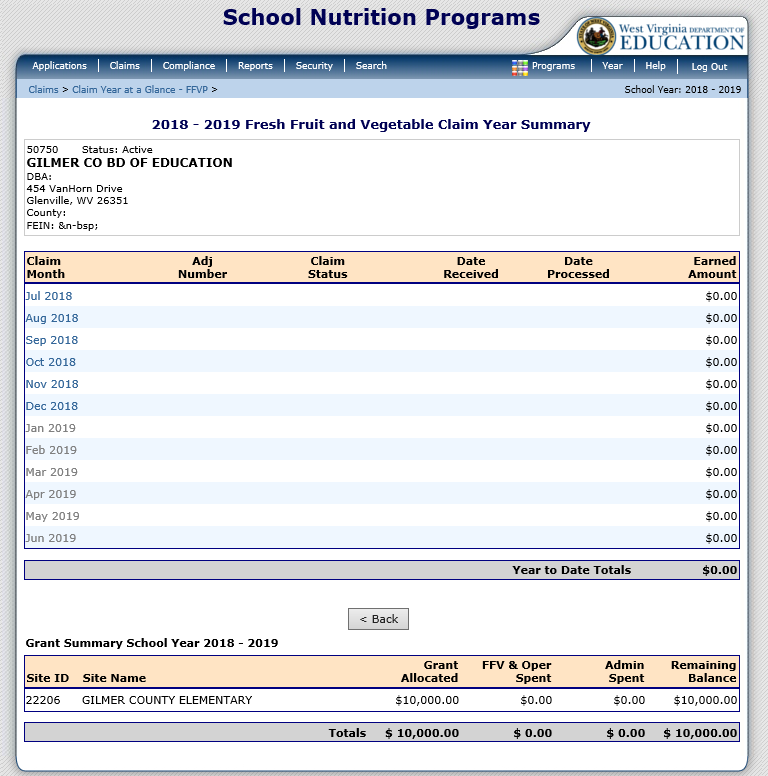 School Nutrition Programs
West Virginia DEPARTMENT OF
EDUCATION
Applications Claims Compliance Reports Security Search Programs Year Help Log Out
Claims > Claim Year at a Glance - FFVP > School Year: 2018 - 2019
2018 - 2019 Fresh Fruit and Vegetable Claim Year Summary
50750 Status: Active
GILMER CO BD OF EDUCATION
DBA:
454 VanHorn Drive
Glenville, WV 26351
County:
FEIN: &n-bsp;
Claim Adj Claim Date Date Earned
Month Number Status Received Processed Amount
Jul 2018 $0.00
Aug 2018 $0.00
Sep 2018 $0.00
Oct 2018 $0.00
Nov 2018 $0.00
Dec 2018 $0.00
Jan 2019 $0.00
Feb 2019 $0.00
Mar 2019 $0.00
Apr 2019 $0.00
May 2019 $0.00
Jun 2019 $0.00
Year to Date Totals $0.00
< Back
Grant Summary School Year 2018 - 2019
Grant FFV & Oper Admin Remaining
Site ID Site Name Allocated Spent Spent Balance
22206 GILMER COUNTY ELEMENTARY $10,000.00 $0.00 $0.00 $10,000.00
Totals $ 10,000.00 $ 0.00 $ 0.00 $ 10,000.00